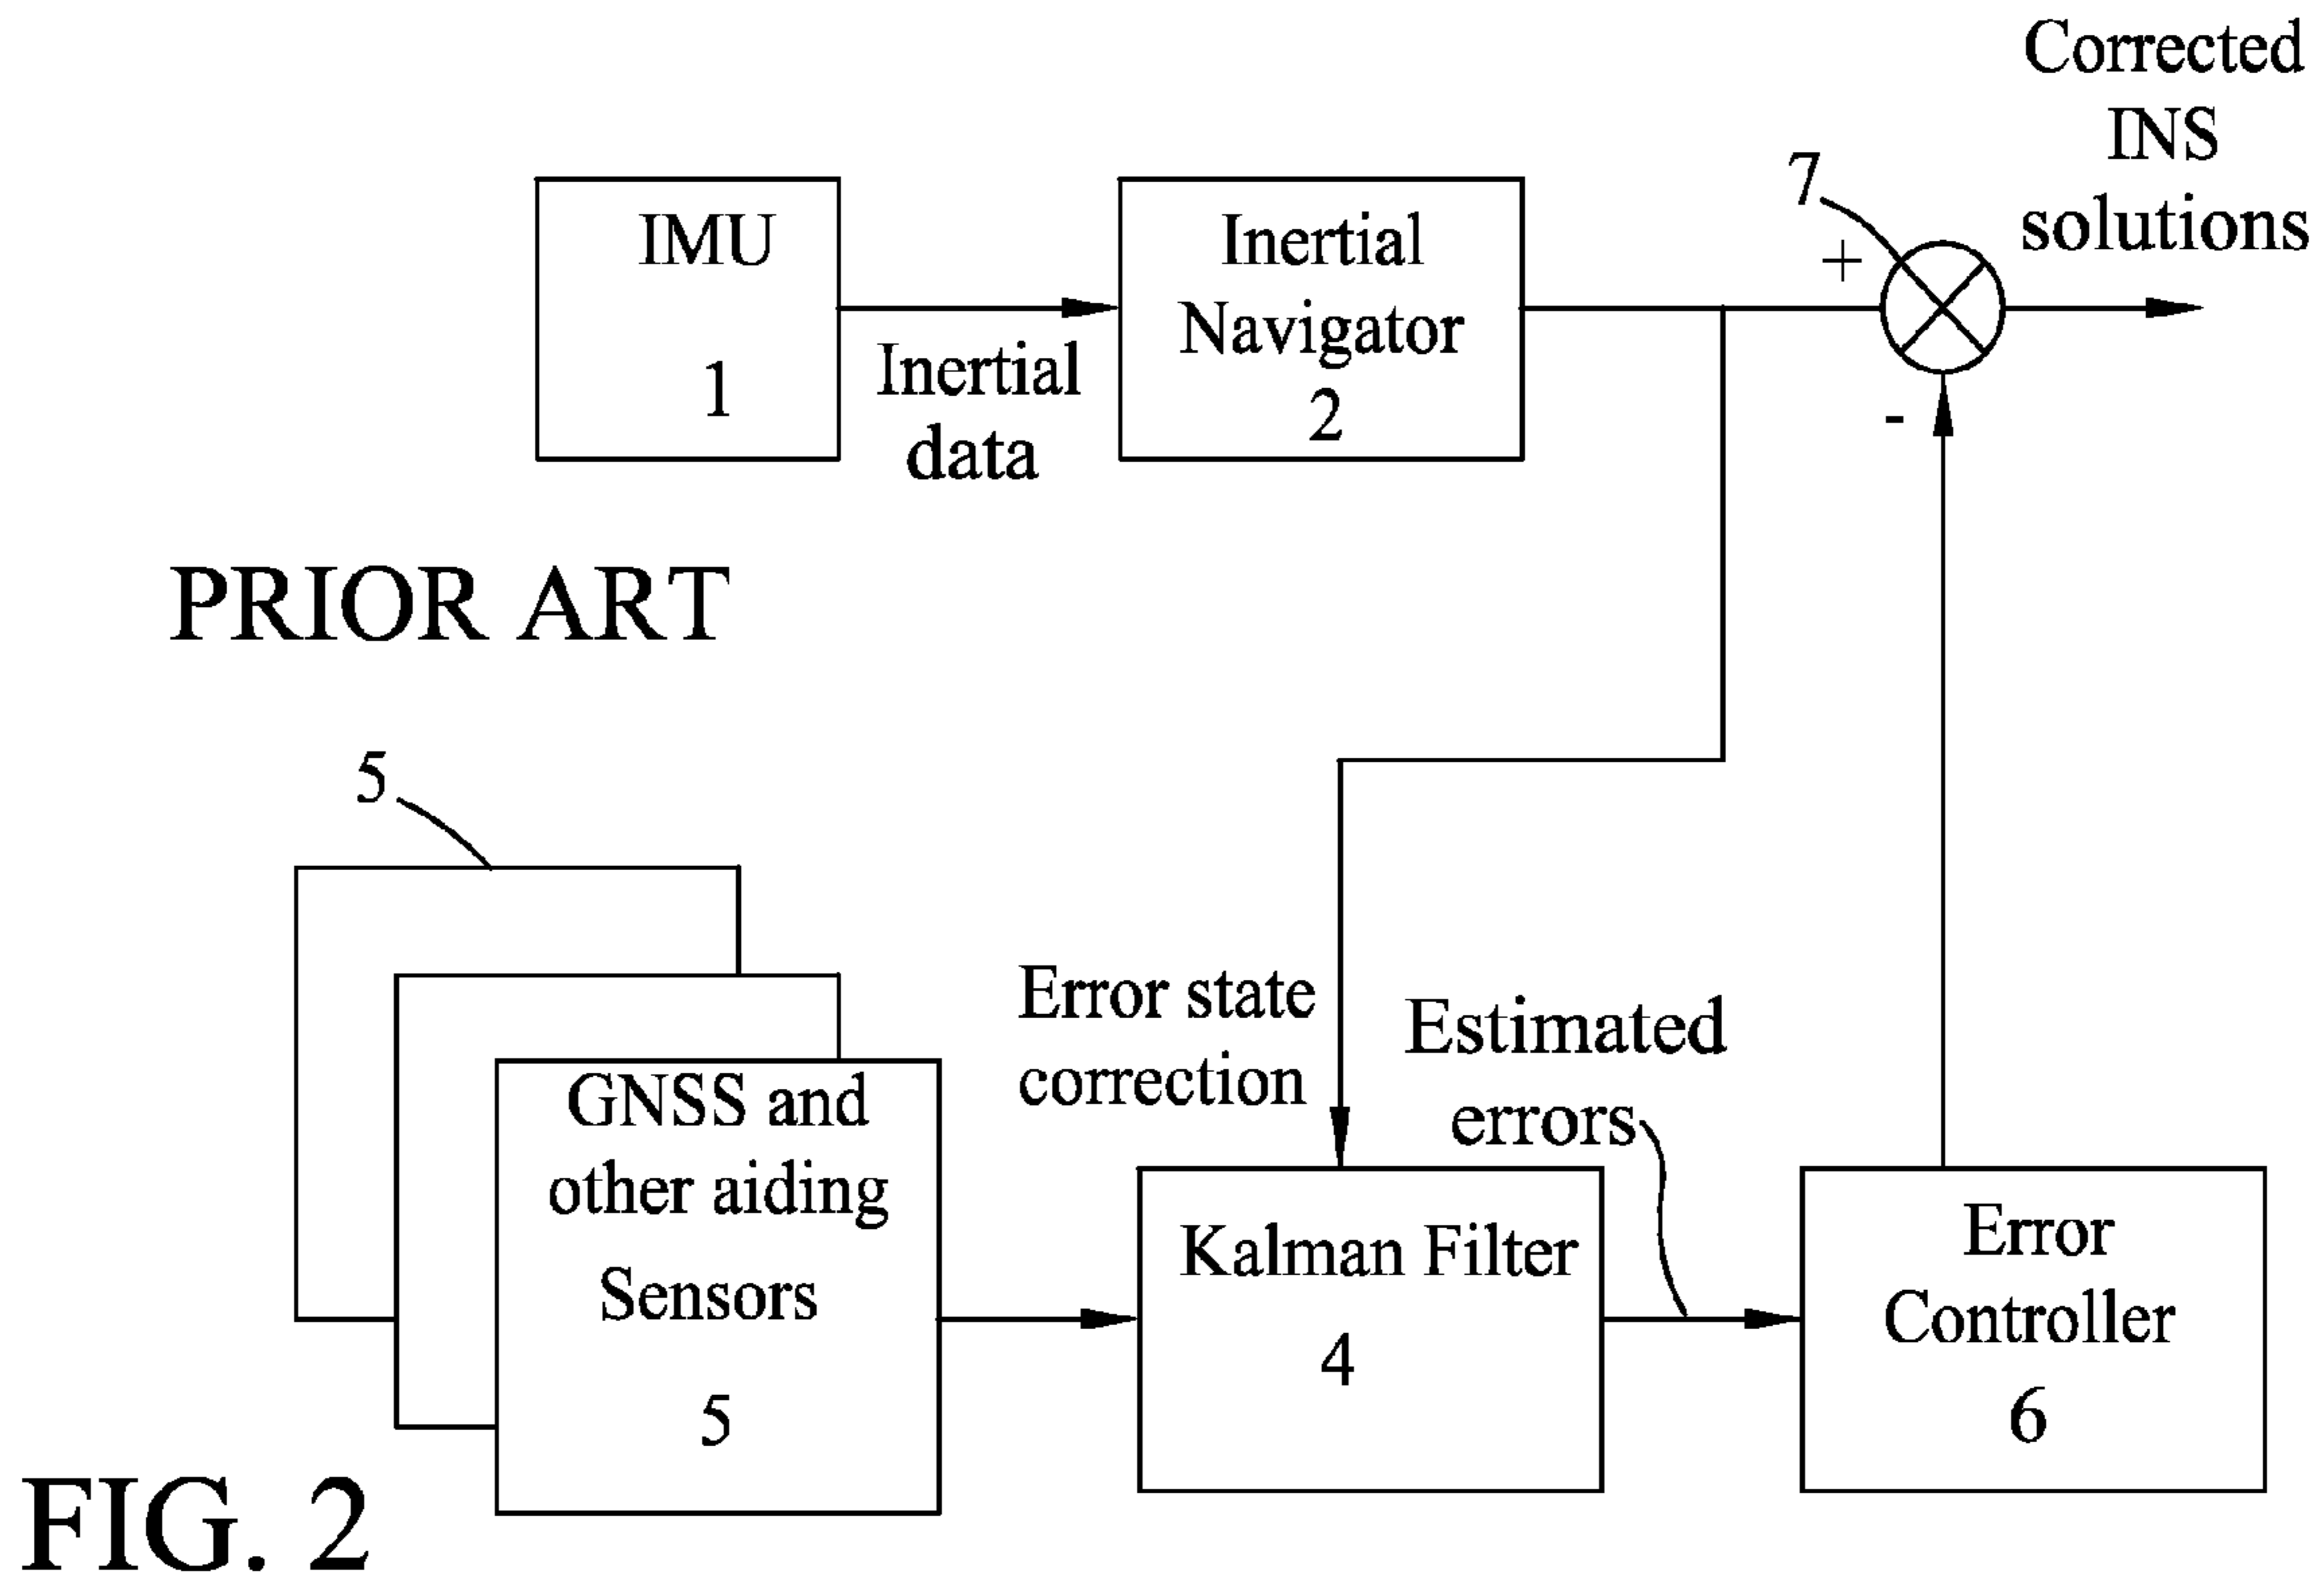 Corrected
INS
solutions
7
+
-
IMU
1
Inertial
data
Inertial
Navigator
2
PRIOR ART
5
GNSS and
other aiding
Sensors
5
Error state
correction
Estimated
errors
Kalman Filter
4
Error
Controller
6
FIG. 2